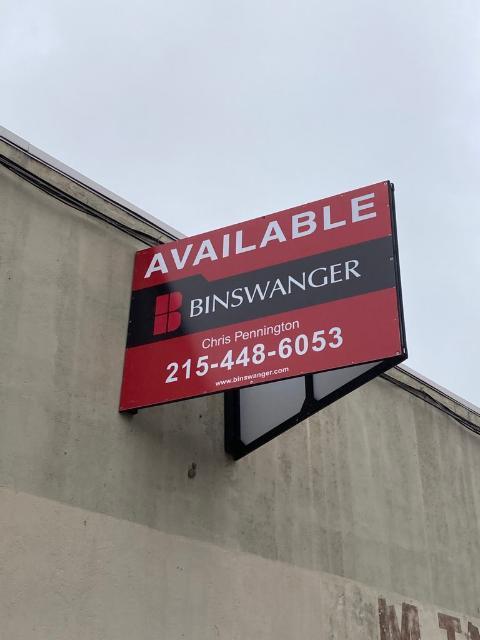 AVAILABLE
BINSWANGER
Chris Pennington
215-448-6053
www.binswanger.com